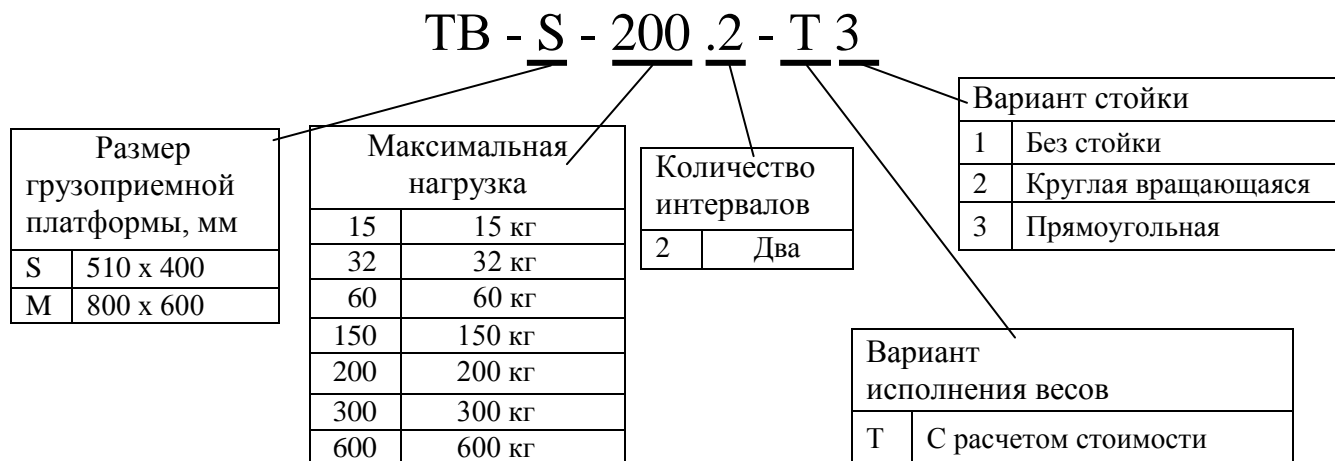 ТВ - S - 200 .2 - Т 3
Размер
грузоприемной
платформы, мм
S 510 x 400
M 800 x 600
Максимальная
нагрузка
15 15 кг
32 32 кг
60 60 кг
150 150 кг
200 200 кг
300 300 кг
600 600 кг
Количество
интервалов
2 Два
Вариант стойки
1 Без стойки
2 Круглая вращающаяся
3 Прямоугольная
Вариант
исполнения весов
Т С расчетом стоимости